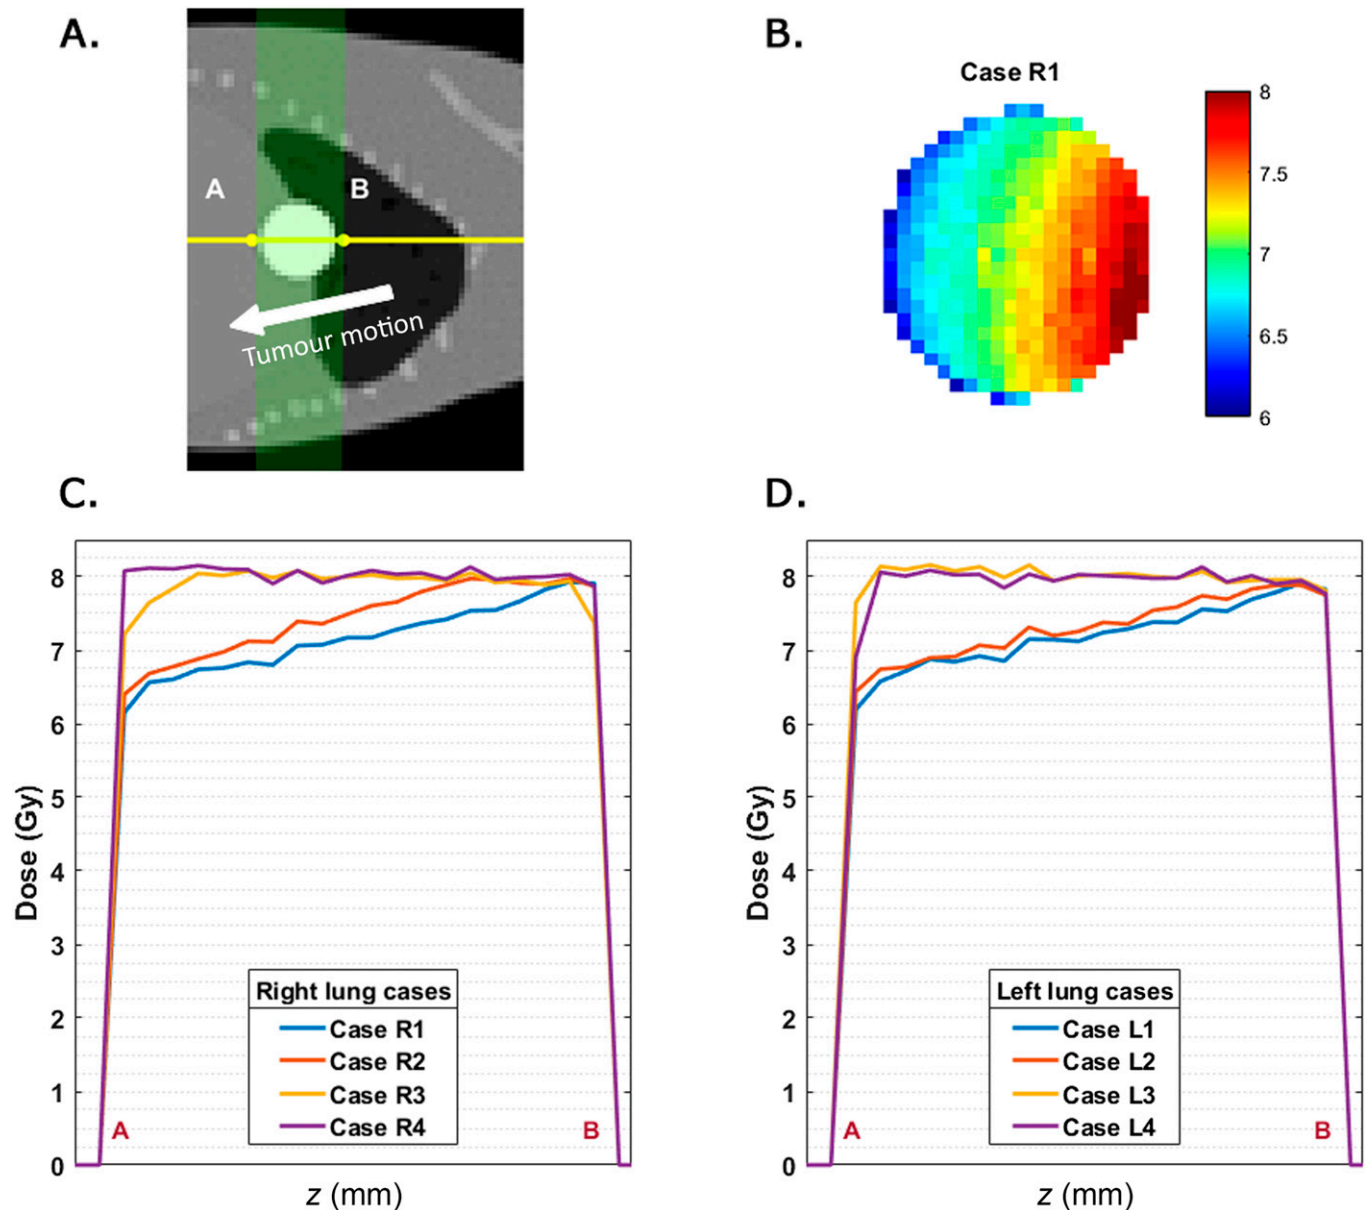 A.
A
B
Tumour motion
B.
Case R1
8
7.5
7
6.5
6
C.
8
7
6
5
4
3
2
1
0
Dose (Gy)
Right lung cases
Case R1
Case R2
Case R3
Case R4
A
B
z (mm)
D.
8
7
6
5
4
3
2
1
0
Dose (Gy)
Left lung cases
Case L1
Case L2
Case L3
Case L4
A
B
z (mm)